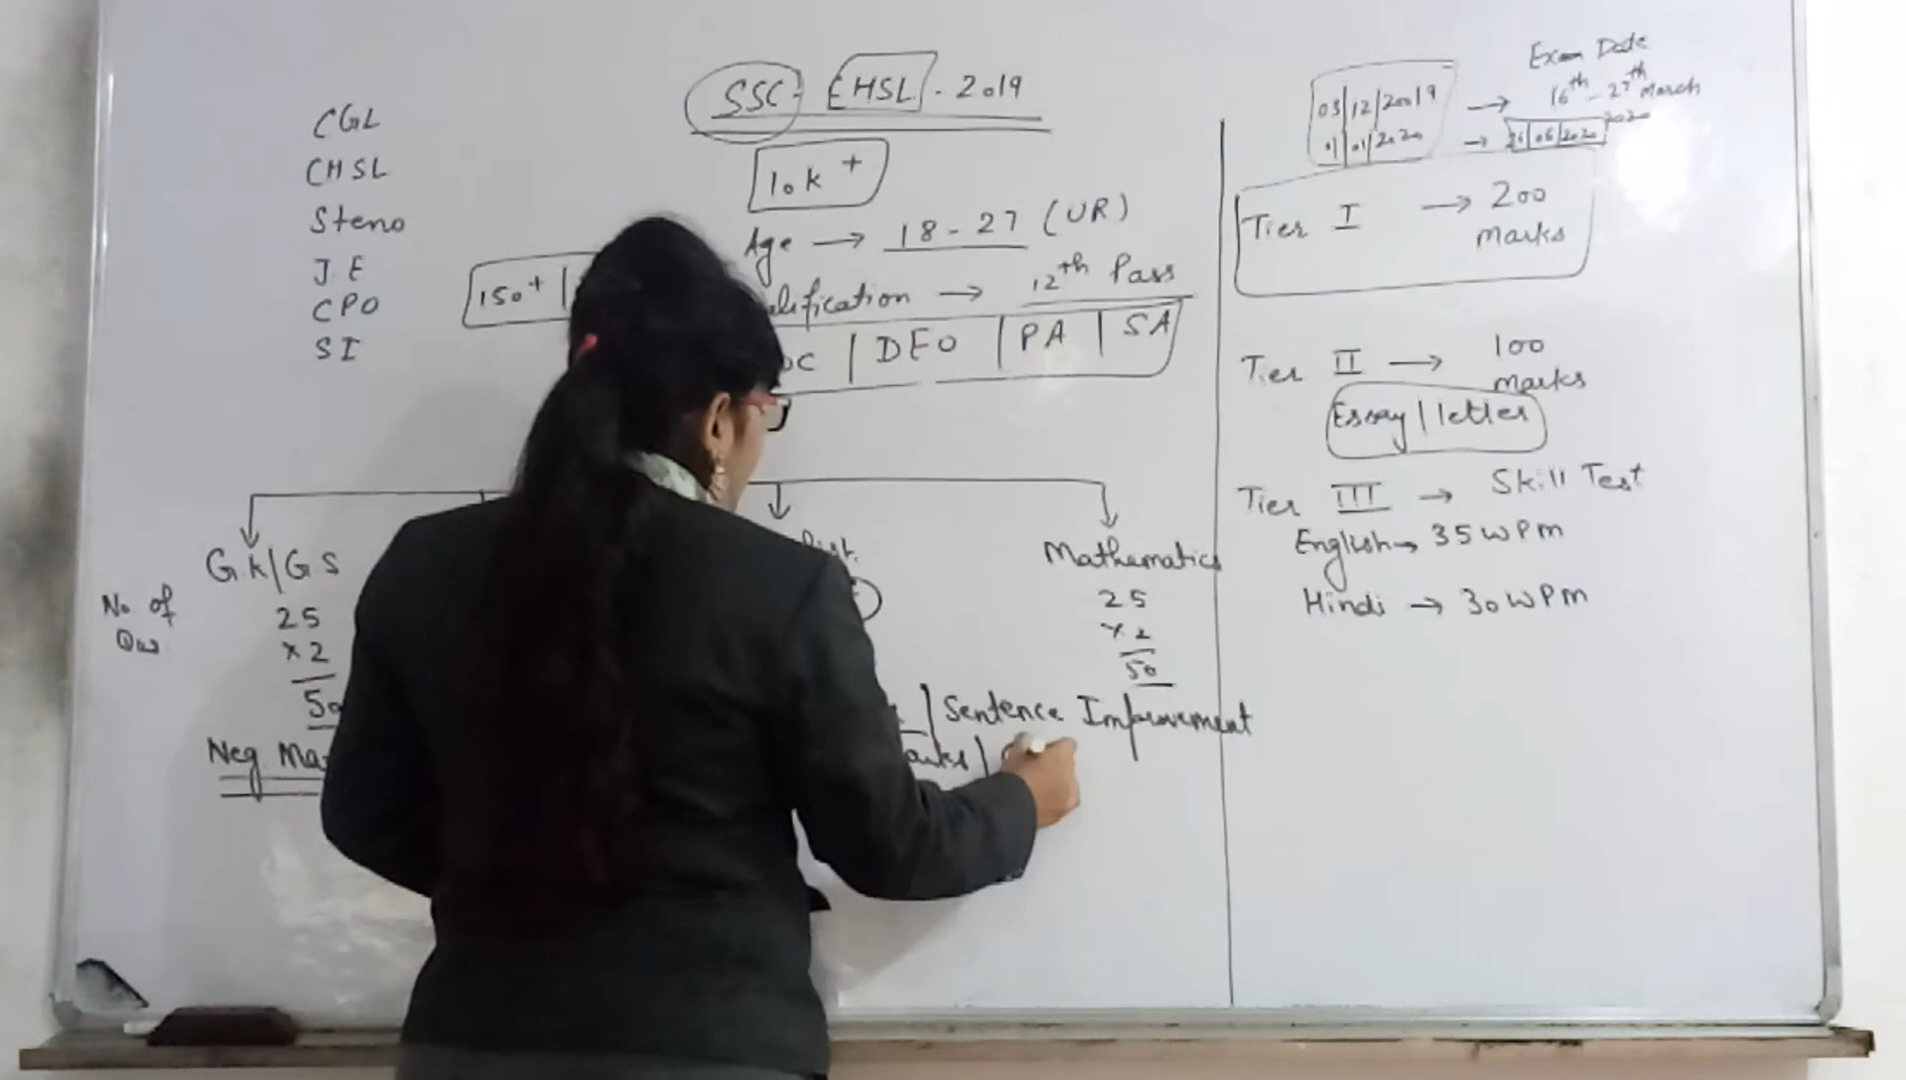 SSC - CHSL - 2019
10k +
Age → 18 - 27 (UR)
→ 12th Pass
| DEO | PA | SA
CGL
CHSL
Steno
JE
CPO
SI
150+ |
GK/GS
25
×2
No. of
Neg
Mathematics
25
×2
50
| Sentence Improvement
Exam Date
16th - 27th March
2020
03/12/2019 →
→
Tier I → 200
marks
Tier II → 100
marks
Essay | letter
Tier III → Skill Test
English → 35 WPM
Hindi → 30 WPM